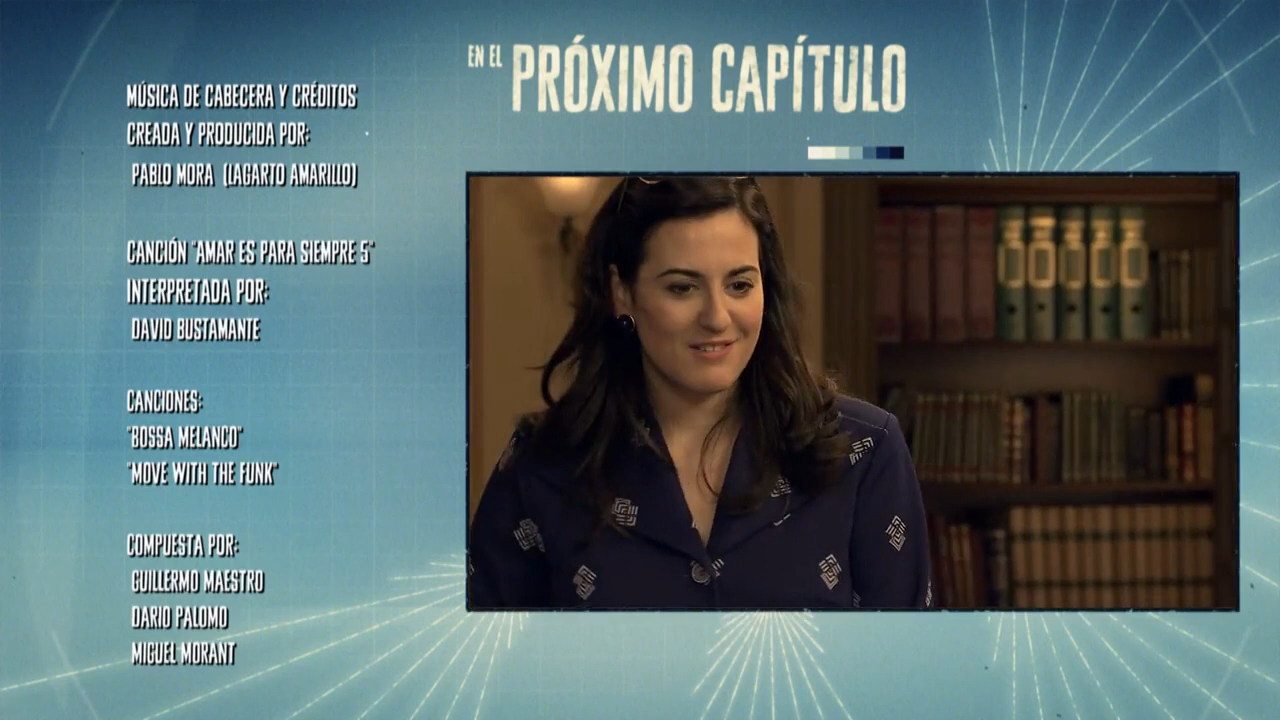 EN EL PRÓXIMO CAPÍTULO
MÚSICA DE CABECERA Y CRÉDITOS
CREADA Y PRODUCIDA POR:
PABLO MORA (LAGARTO AMARILLO)
CANCIÓN "AMAR ES PARA SIEMPRE 5"
INTERPRETADA POR:
DAVID BUSTAMANTE
CANCIONES:
"BOSSA MELANCO"
"MOVE WITH THE FUNK"
COMPUESTA POR:
GUILLERMO MAESTRO
DARIO PALOMO
MIGUEL MORANT